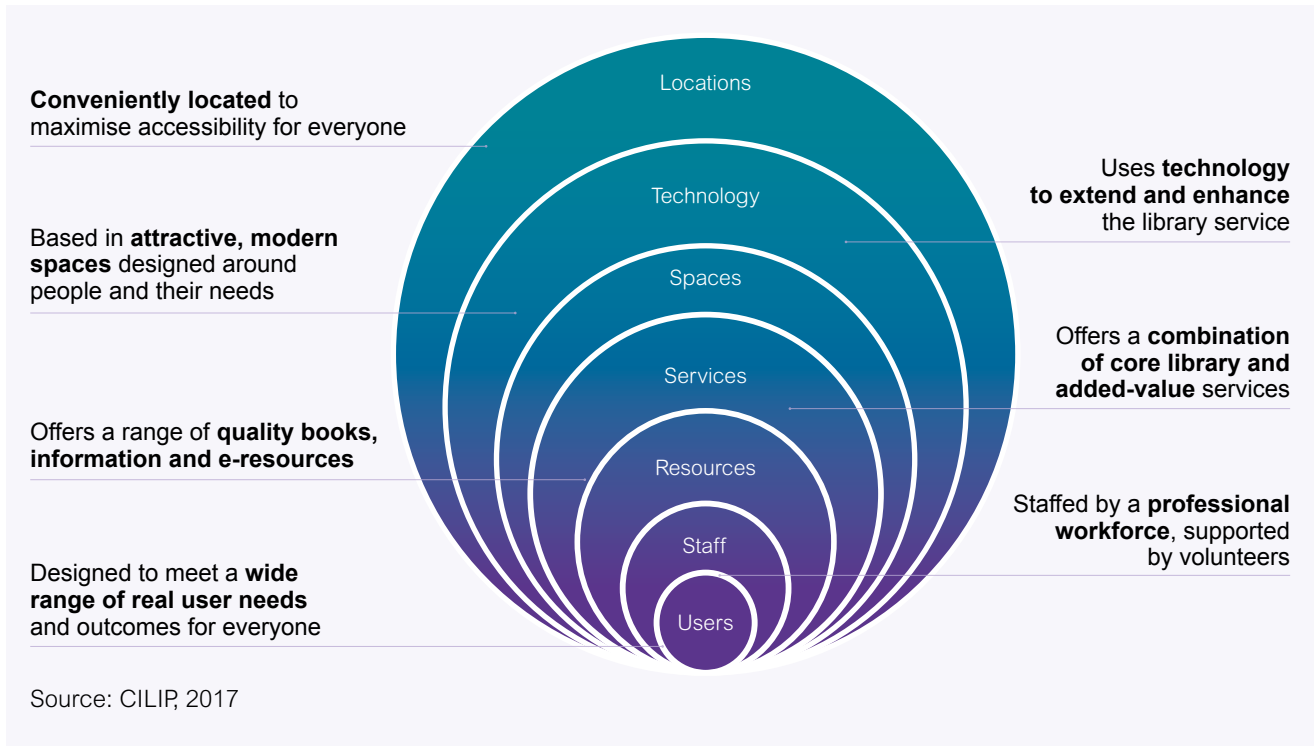 Conveniently located to
maximise accessibility for everyone
Based in attractive, modern
spaces designed around
people and their needs
Offers a range of quality books,
information and e-resources
Designed to meet a wide
range of real user needs
and outcomes for everyone
Locations
Technology
Spaces
Services
Resources
Staff
Users
Uses technology
to extend and enhance
the library service
Offers a combination
of core library and
added-value services
Staffed by a professional
workforce, supported
by volunteers
Source: CILIP, 2017